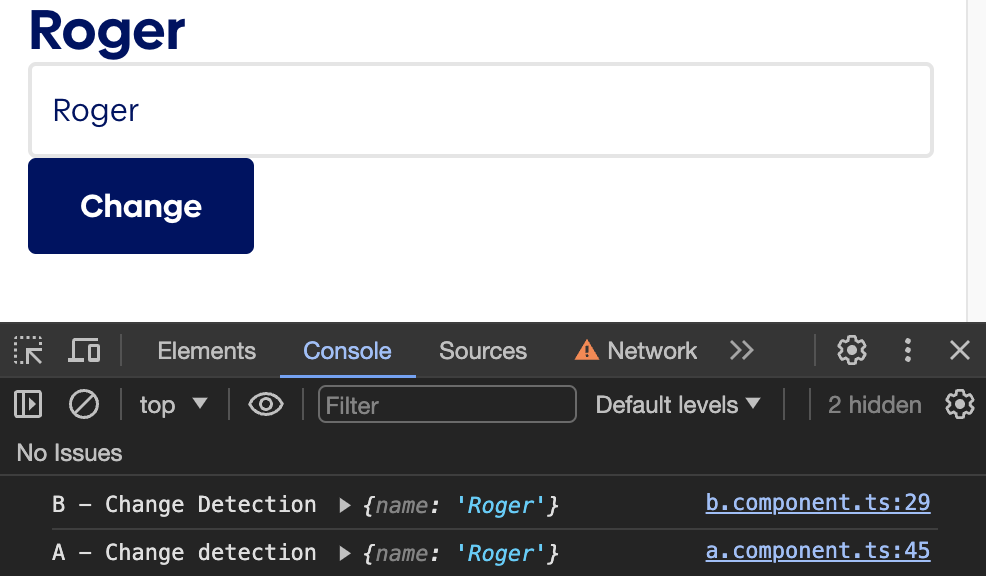 Roger
Roger
Change
Elements Console Sources Network
top Filter Default levels 2 hidden
No Issues
B – Change Detection {name: 'Roger'} b.component.ts:29
A – Change detection {name: 'Roger'} a.component.ts:45